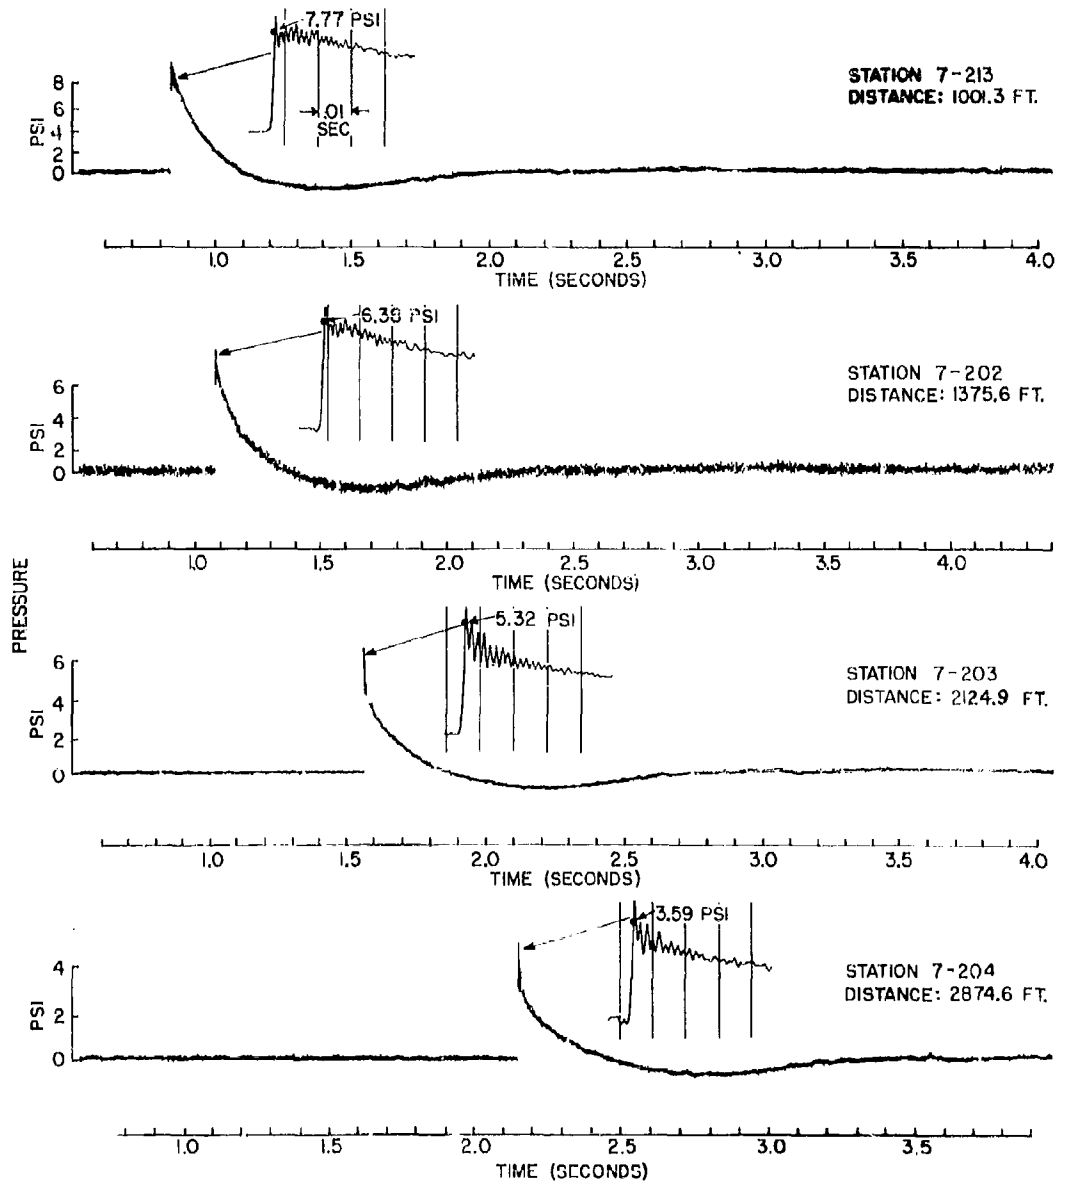 7.77 PSI
8
6
4
2
0
PSI
.01
SEC
STATION 7-213
DISTANCE: 1001.3 FT.
1.0 1.5 2.0 2.5 3.0 3.5 4.0
TIME (SECONDS)
PSI
6
4
2
0
PSI
STATION 7-202
DISTANCE: 1375.6 FT.
1.0 1.5 2.0 2.5 3.0 3.5 4.0
TIME (SECONDS)
PRESSURE
5.32 PSI
6
4
2
0
PSI
STATION 7-203
DISTANCE: 2124.9 FT.
1.0 1.5 2.0 2.5 3.0 3.5 4.0
TIME (SECONDS)
3.59 PSI
4
2
0
PSI
STATION 7-204
DISTANCE: 2874.6 FT.
1.0 1.5 2.0 2.5 3.0 3.5
TIME (SECONDS)